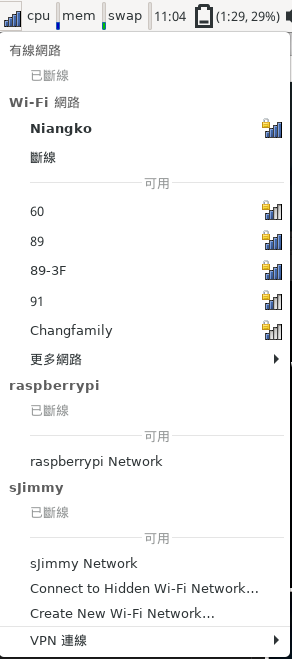 cpu mem swap 11:04 (1:29, 29%)
有線網路
已斷線
Wi-Fi 網路
Niangko
斷線
可用
60
89
89-3F
91
Changfamily
更多網路
raspberrypi
已斷線
可用
raspberrypi Network
sJimmy
已斷線
可用
sJimmy Network
Connect to Hidden Wi-Fi Network...
Create New Wi-Fi Network...
VPN 連線